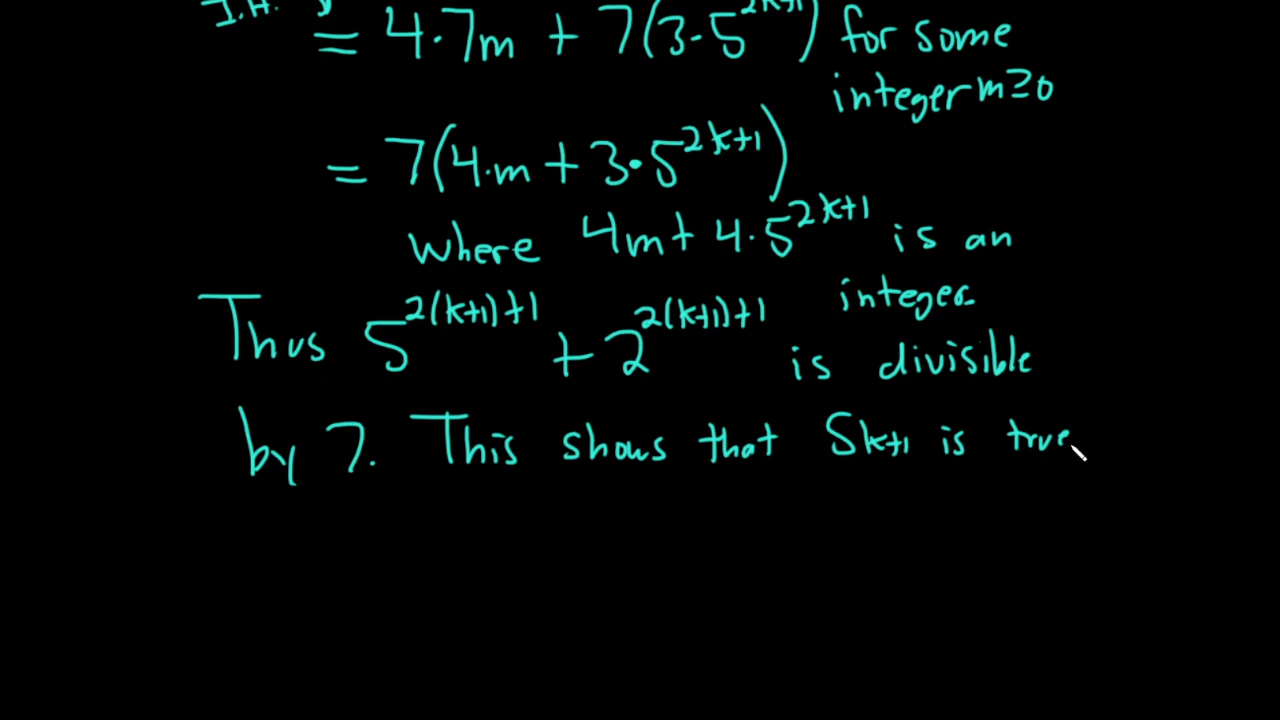 I.H. = 4·7m + 7(3·5^{2k+1}) for some
integer m≥0
= 7(4·m + 3·5^{2k+1})
where 4m + 4·5^{2k+1} is an
integer.
Thus 5^{2(k+1)+1} + 2^{2(k+1)+1} is divisible
by 7. This shows that S_{k+1} is true